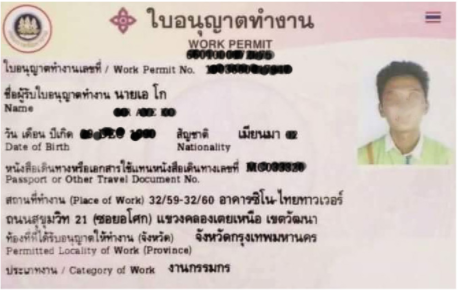 ใบอนุญาตทำงาน
WORK PERMIT
ใบอนุญาตทำงานเลขที่ / Work Permit No.
ชื่อผู้รับใบอนุญาตทำงาน นายเอ โก
Name
วัน เดือน ปีเกิด สัญชาติ เมียนมา
Date of Birth Nationality
หนังสือเดินทางหรือเอกสารใช้แทนหนังสือเดินทางเลขที่
Passport or Other Travel Document No.
สถานที่ทำงาน (Place of Work) 32/59-32/60 อาคารซิโน-ไทยทาวเวอร์
ถนนสุขุมวิท 21 (ซอยอโศก) แขวงคลองเตยเหนือ เขตวัฒนา
ท้องที่ที่ได้รับอนุญาตให้ทำงาน (จังหวัด) จังหวัดกรุงเทพมหานคร
Permitted Locality of Work (Province)
ประเภทงาน / Category of Work งานกรรมกร